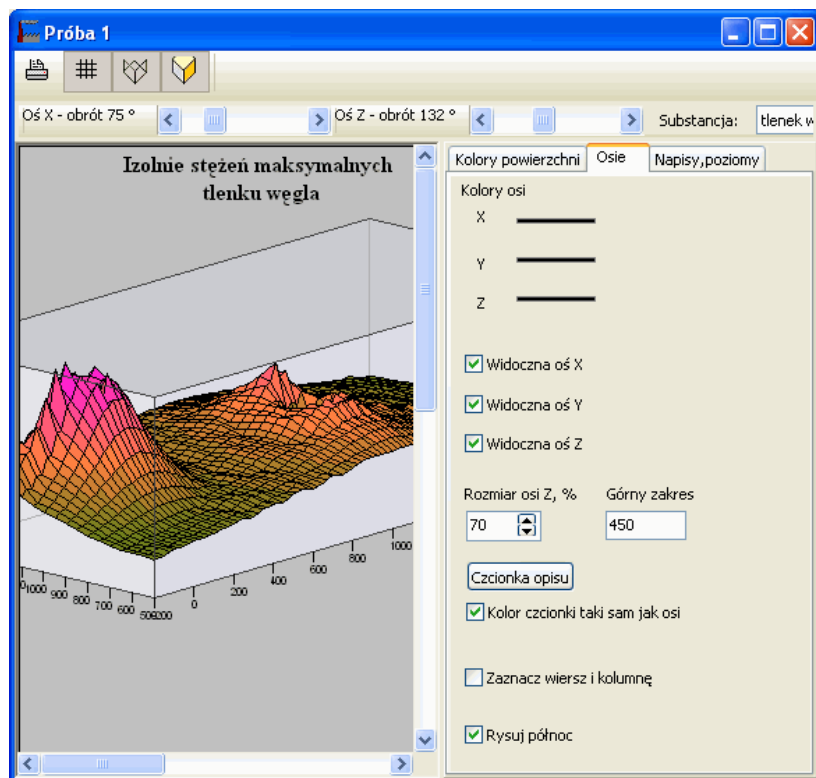 Próba 1
Oś X - obrót 75 °
Oś Z - obrót 132 °
Substancja:
tlenek w
Izolnie stężeń maksymalnych
tlenku węgla
1000 900 800 700 600
0 200 400 600 800 1000
Kolory powierzchni
Osie
Napisy,poziomy
Kolory osi
X
Y
Z
Widoczna oś X
Widoczna oś Y
Widoczna oś Z
Rozmiar osi Z, %
Górny zakres
70
450
Czcionka opisu
Kolor czcionki taki sam jak osi
Zaznacz wiersz i kolumnę
Rysuj północ